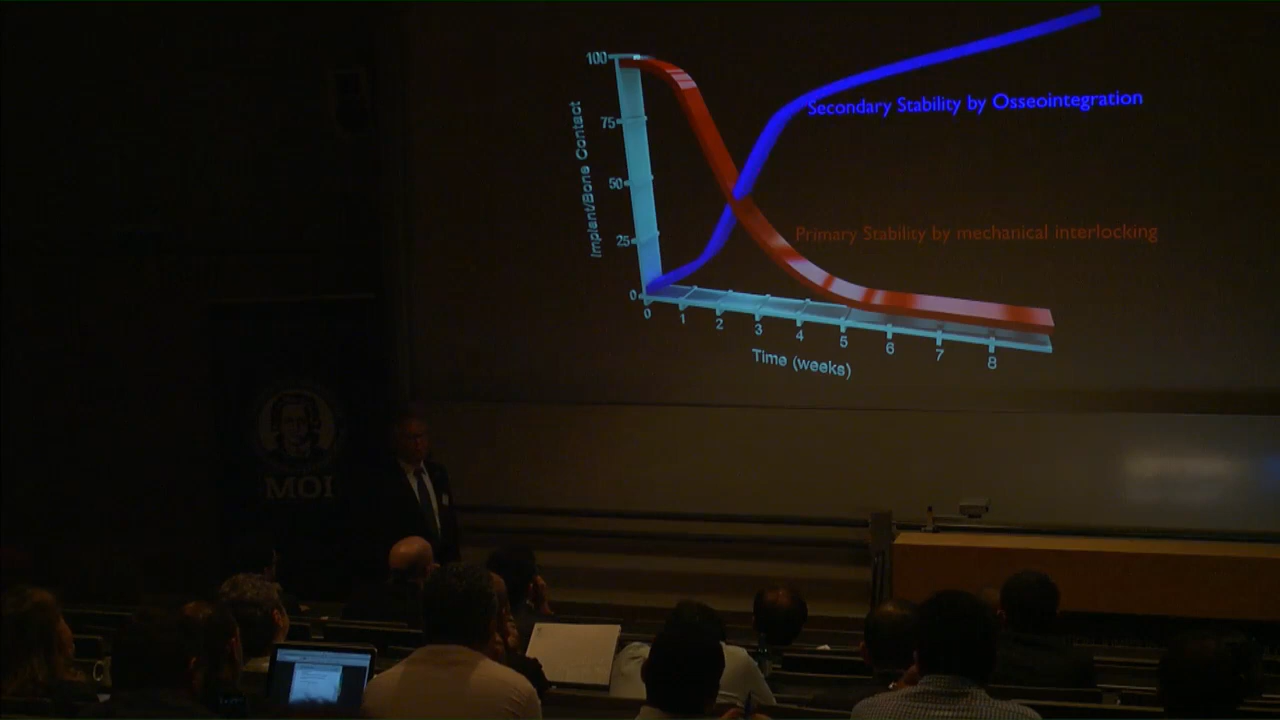 100
75
50
25
0
Implant/Bone Contact
Secondary Stability by Osseointegration
Primary Stability by mechanical interlocking
0 1 2 3 4 5 6 7 8
Time (weeks)
MOI